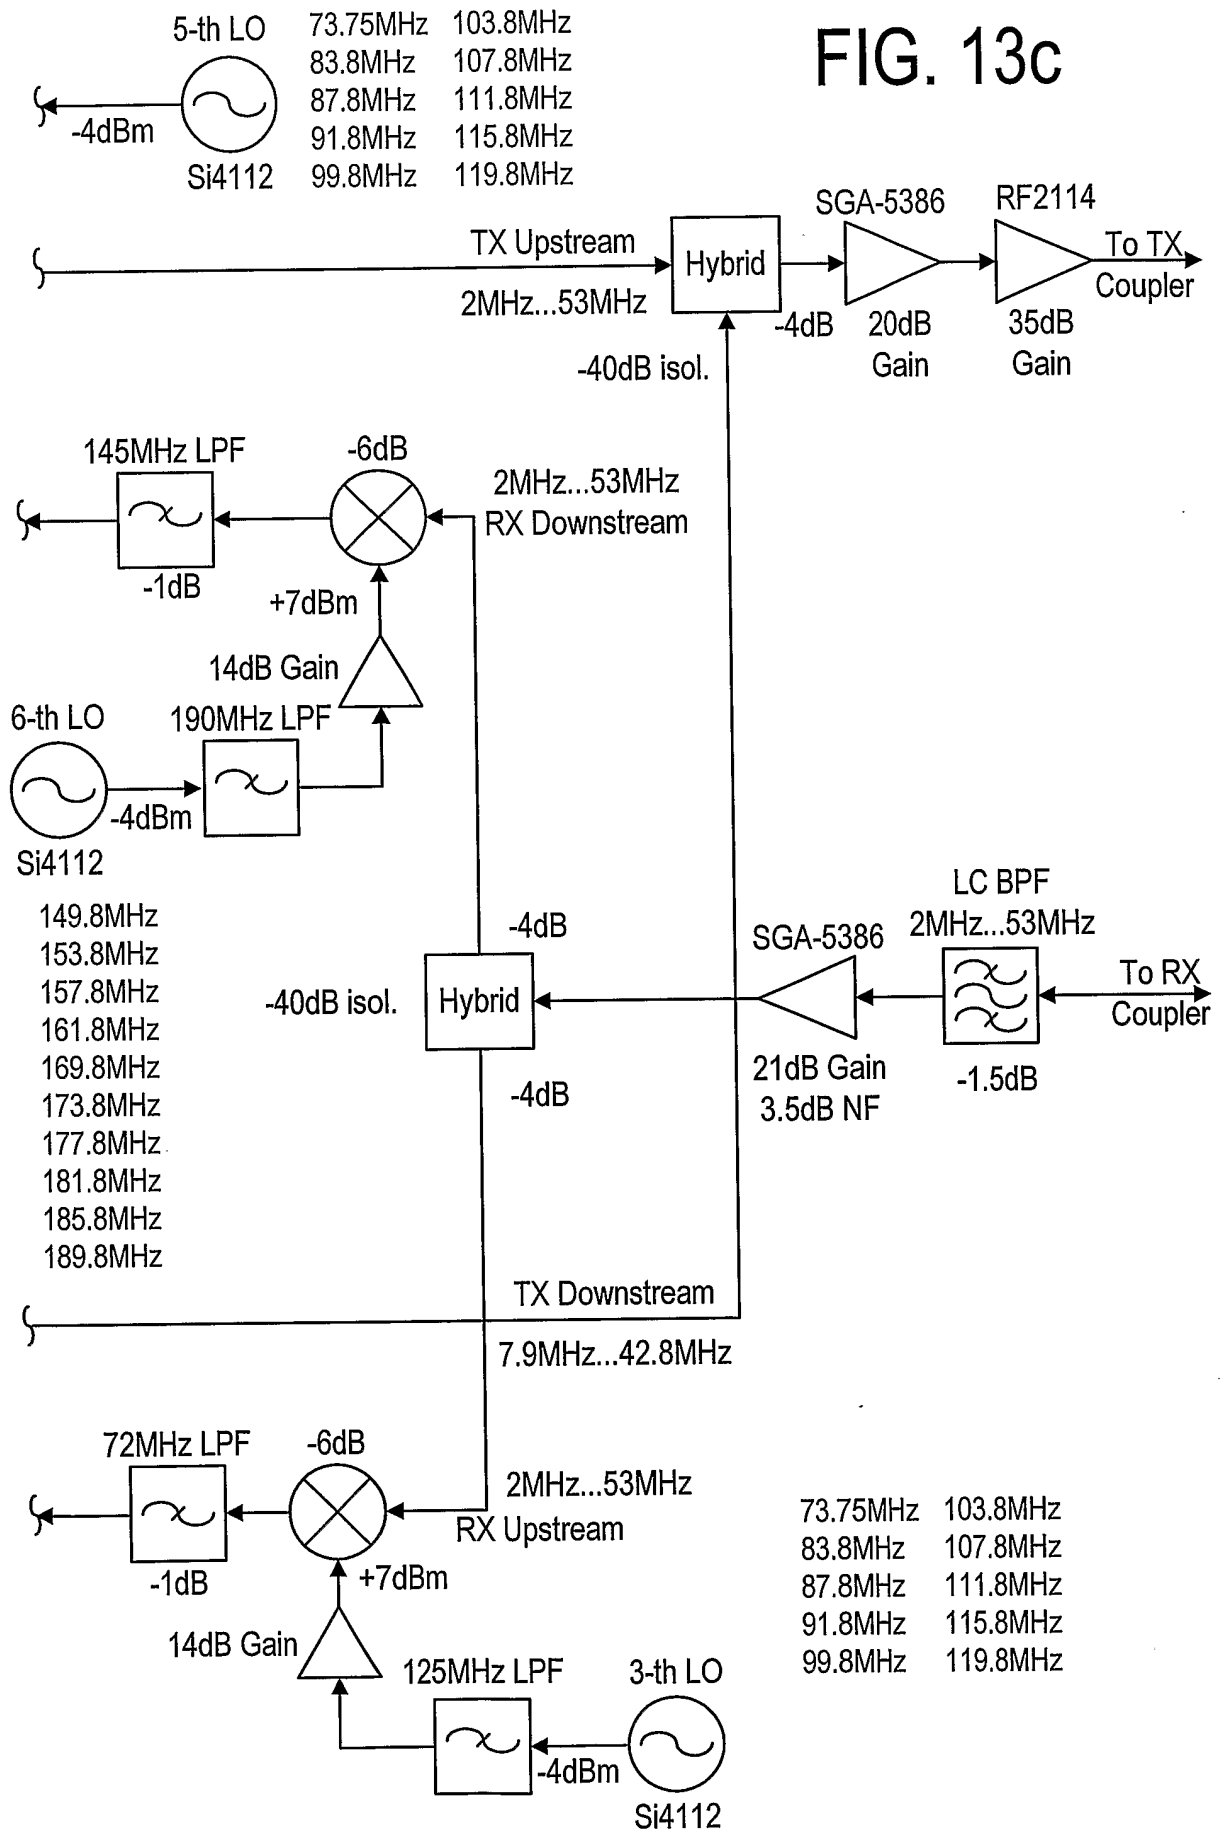 FIG. 13c
5-th LO
-4dBm
Si4112
73.75MHz 103.8MHz
83.8MHz 107.8MHz
87.8MHz 111.8MHz
91.8MHz 115.8MHz
99.8MHz 119.8MHz
TX Upstream
2MHz...53MHz
Hybrid
-4dB
-40dB isol.
SGA-5386
20dB
Gain
RF2114
35dB
Gain
To TX
Coupler
145MHz LPF
-1dB
-6dB
2MHz...53MHz
RX Downstream
+7dBm
14dB Gain
6-th LO
190MHz LPF
-4dBm
Si4112
149.8MHz
153.8MHz
157.8MHz
161.8MHz
169.8MHz
173.8MHz
177.8MHz
181.8MHz
185.8MHz
189.8MHz
-4dB
-40dB isol.
Hybrid
-4dB
SGA-5386
21dB Gain
3.5dB NF
LC BPF
2MHz...53MHz
-1.5dB
To RX
Coupler
TX Downstream
7.9MHz...42.8MHz
72MHz LPF
-1dB
-6dB
2MHz...53MHz
RX Upstream
+7dBm
14dB Gain
125MHz LPF
-4dBm
3-th LO
Si4112
73.75MHz 103.8MHz
83.8MHz 107.8MHz
87.8MHz 111.8MHz
91.8MHz 115.8MHz
99.8MHz 119.8MHz